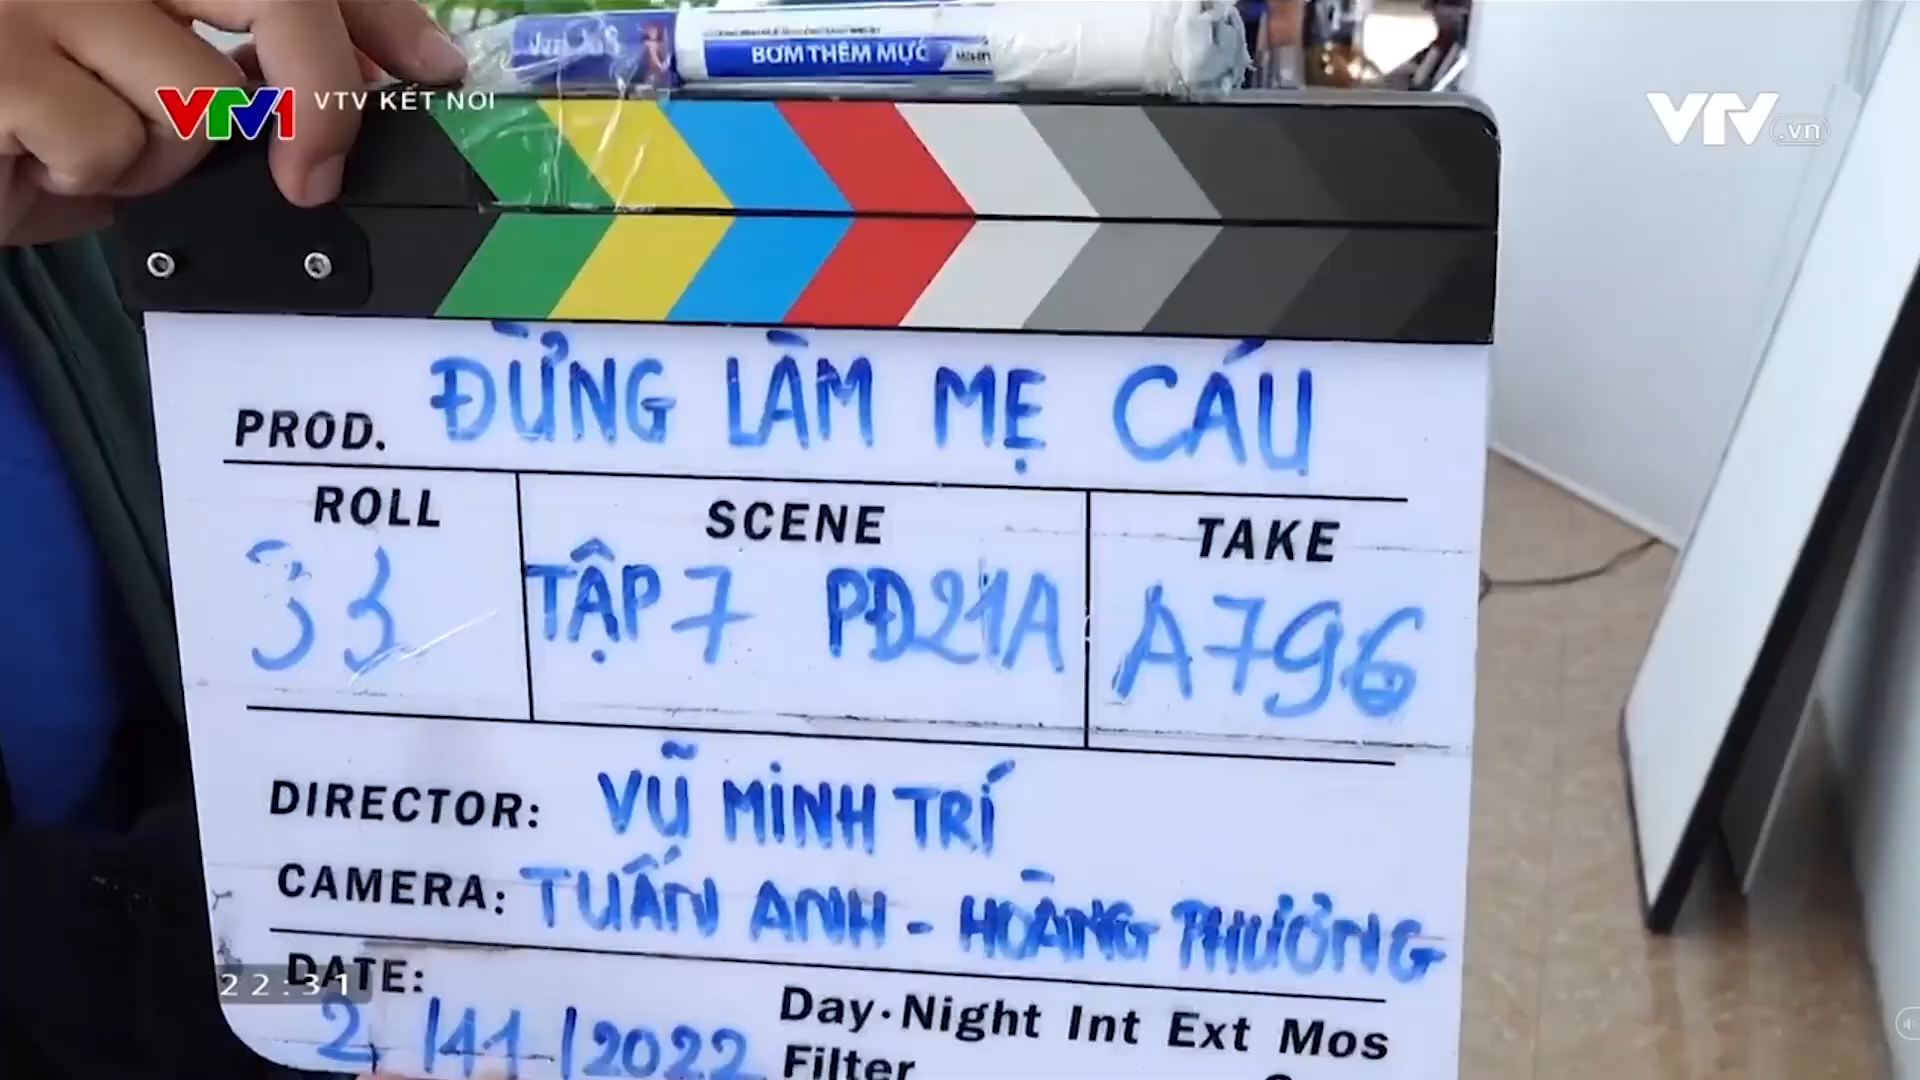 BƠM THÊM MỰC
VTV1 VTV KẾT NỐI
VTV.vn
PROD. ĐỪNG LÀM MẸ CÁU
ROLL SCENE TAKE
33 TẬP 7 PĐ21A A796
DIRECTOR: VŨ MINH TRÍ
CAMERA: TUẤN ANH - HOÀNG PHƯƠNG
DATE:
22:31
2/11/2022
Day·Night Int Ext Mos
Filter